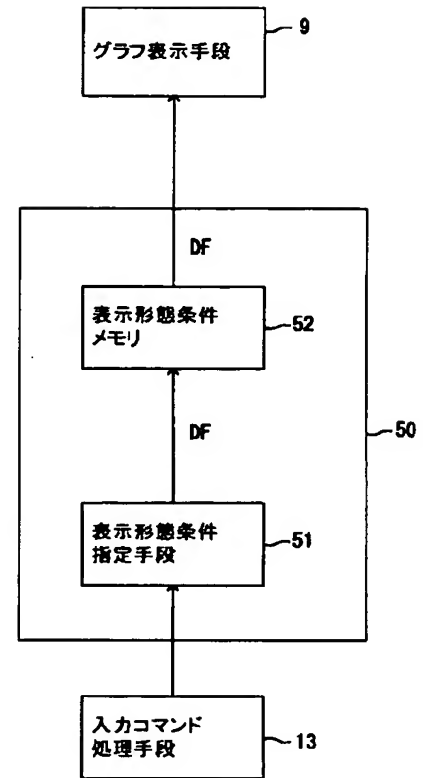 グラフ表示手段
9
DF
表示形態条件
メモリ
52
DF
50
表示形態条件
指定手段
51
入力コマンド
処理手段
13